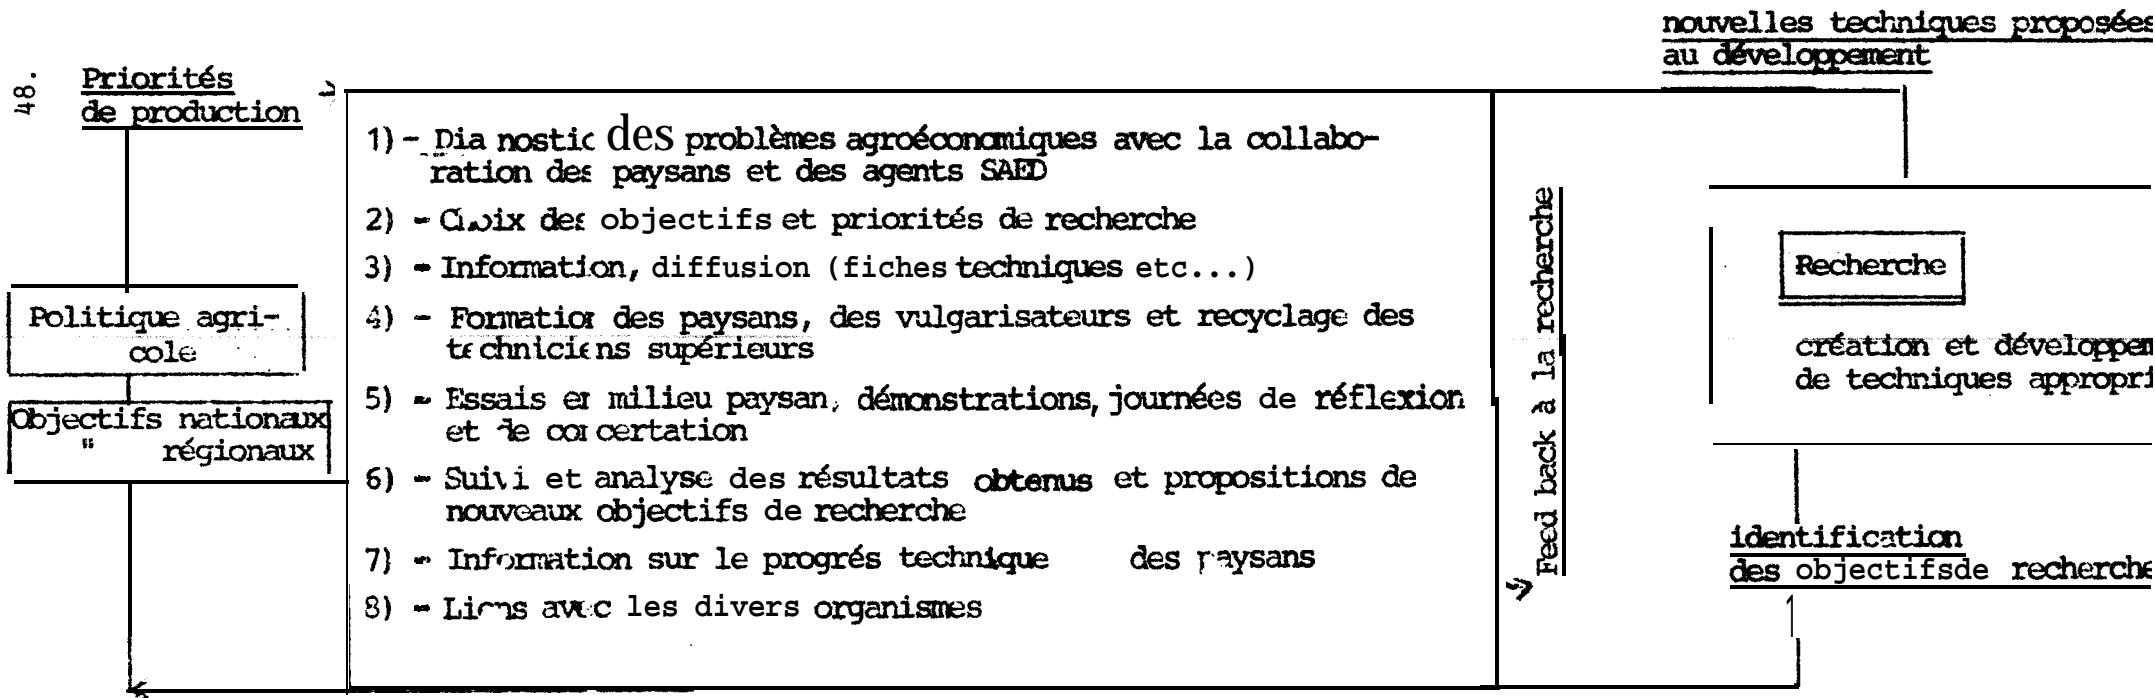 48.
Priorités
de production
Politique agri-
cole
Objectifs nationaux
" régionaux
1) - Dia nostic des problèmes agroéconomiques avec la collabo-
ration des paysans et des agents SAED
2) - Choix des objectifs et priorités de recherche
3) - Information, diffusion (fiches techniques etc...)
4) - Formation des paysans, des vulgarisateurs et recyclage des
techniciens supérieurs
5) - Essais en milieu paysan, démonstrations, journées de réflexion
et de concertation
6) - Suivi et analyse des résultats obtenus et propositions de
nouveaux objectifs de recherche
7) - Information sur le progrés technique des paysans
8) - Liens avec les divers organismes
Feed back à la recherche
nouvelles techniques proposées
au développement
Recherche
création et développem
de techniques appropri
identification
des objectifsde recherche